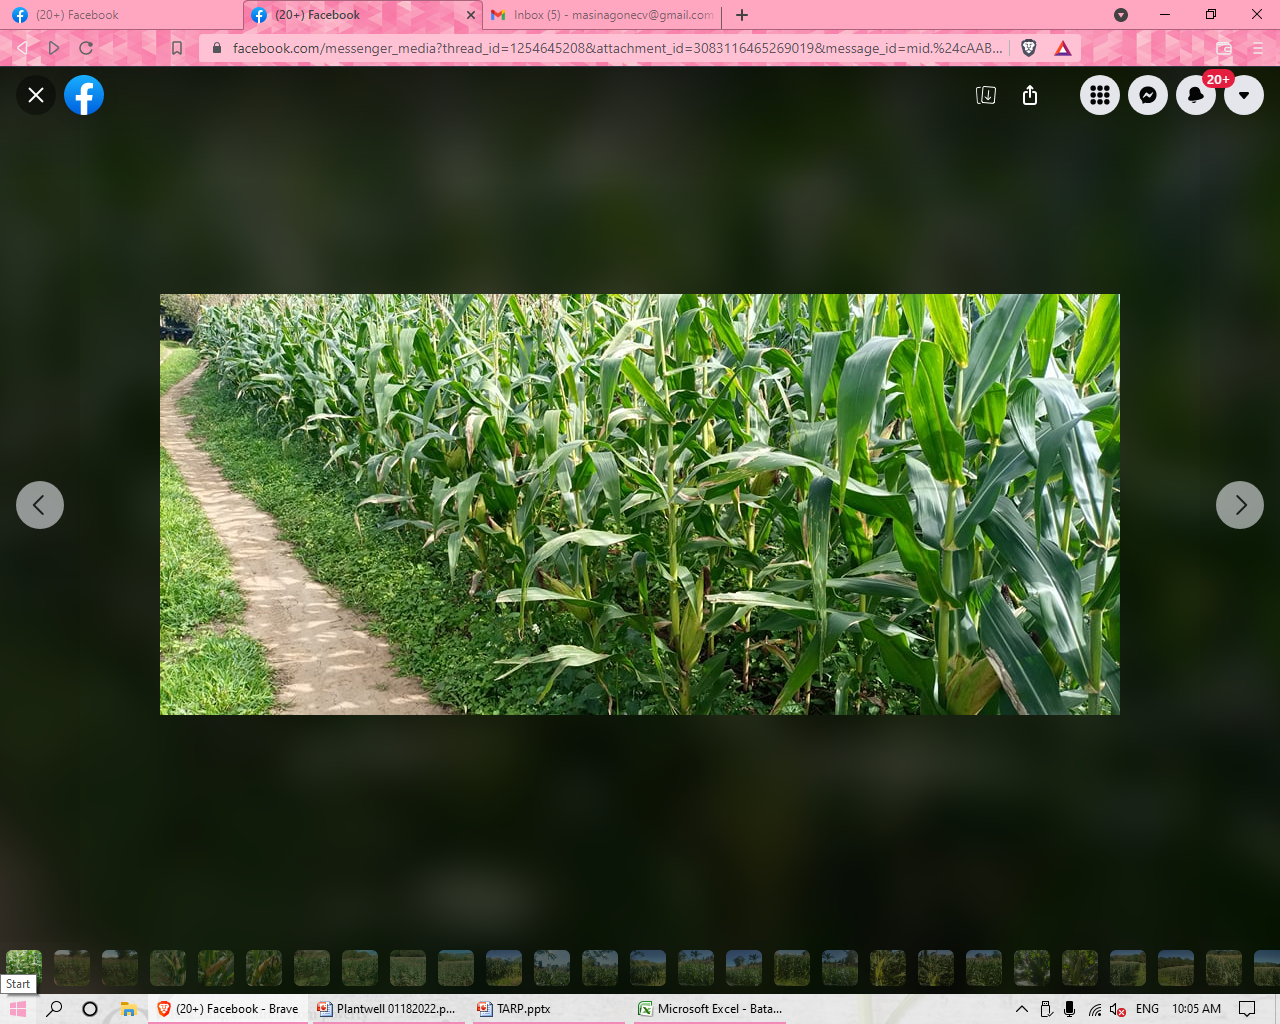 (20+) Facebook
(20+) Facebook
Inbox (5) - masinagonecv@gmail.com
facebook.com/messenger_media?thread_id=1254645208&attachment_id=3083116465269019&message_id=mid.%24cAAB...
20+
Start
(20+) Facebook - Brave
Plantwell 01182022.p...
TARP.pptx
Microsoft Excel - Bata...
ENG
10:05 AM